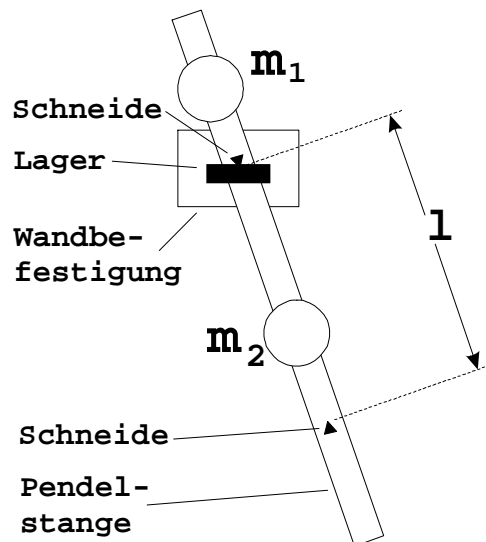 m₁
Schneide
Lager
Wandbe-
festigung
l
m₂
Schneide
Pendel-
stange